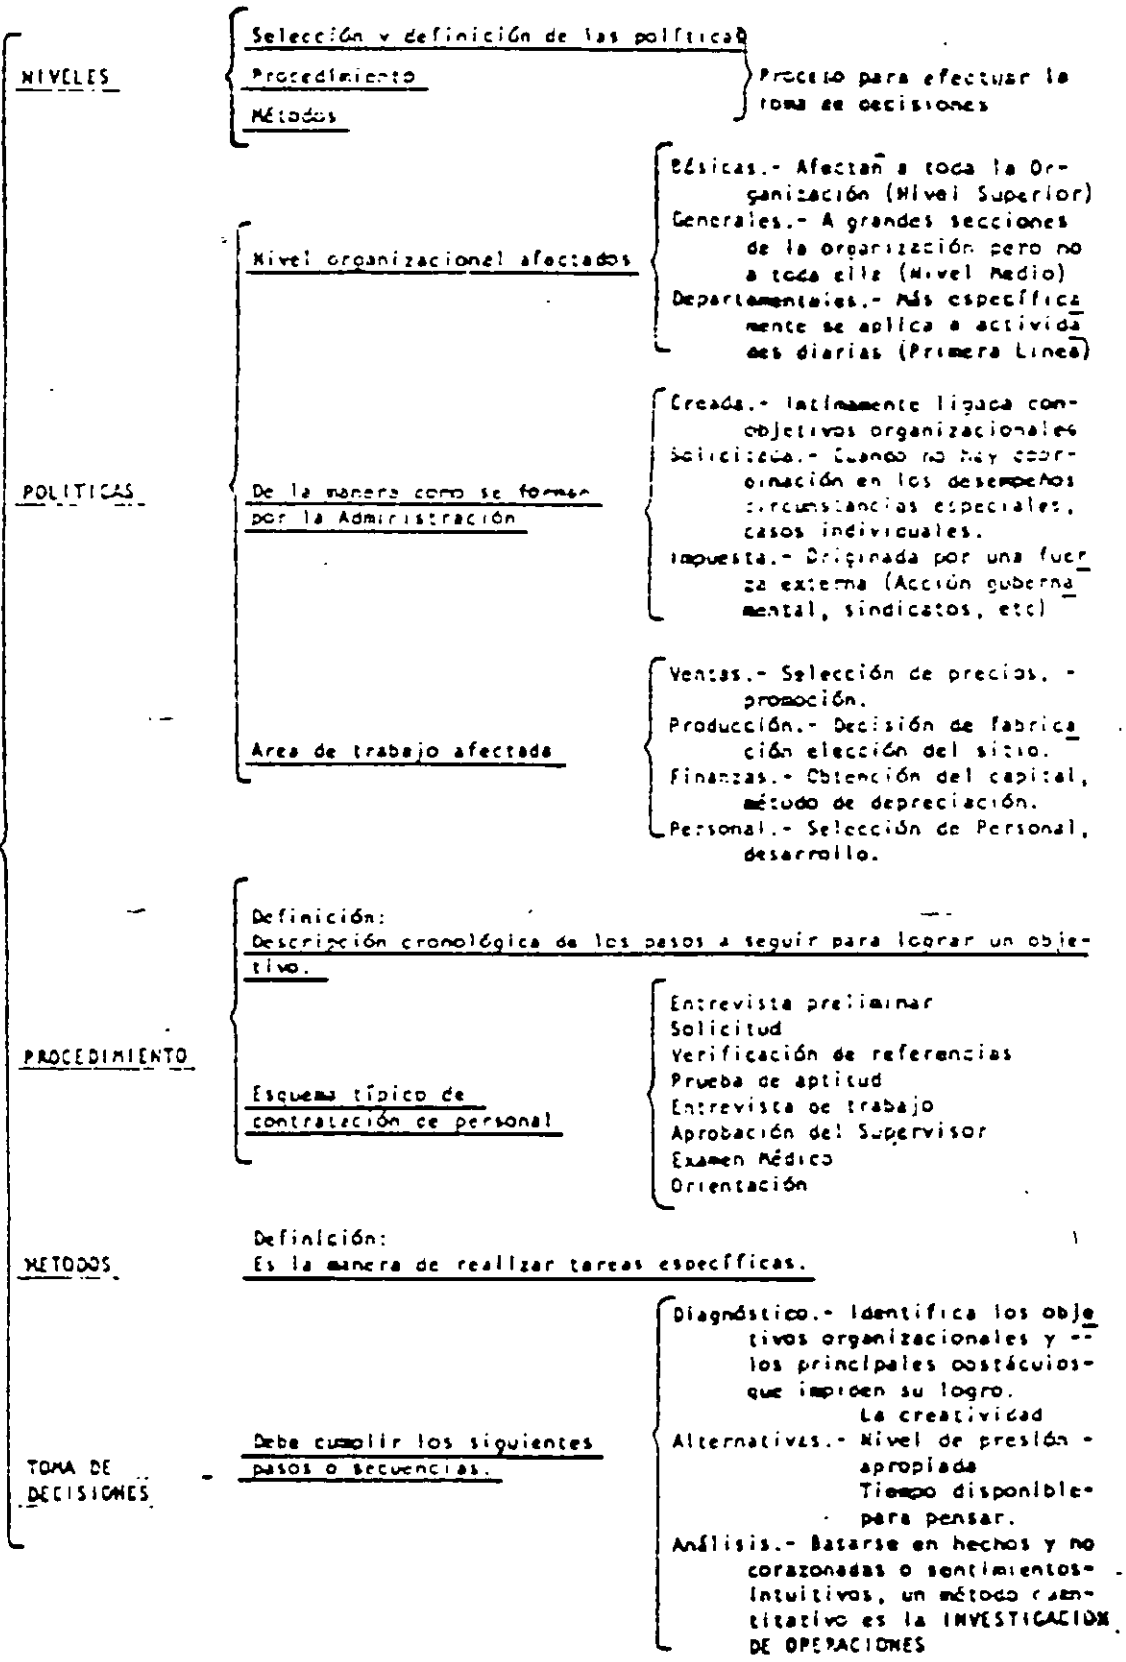 NIVELES
Selección y definición de las políticas
Procedimiento
Métodos
Proceso para efectuar la
toma de decisiones
POLITICAS
Nivel organizacional afectados
Básicas.- Afectan a toda la Or-
ganización (Nivel Superior)
Generales.- A grandes secciones
de la organización pero no
a toda ella (Nivel Medio)
Departamentales.- Más específica
mente se aplica a activida
des diarias (Primera Linea)
De la manera como se forman
por la Administración
Creada.- Intimamente ligada con-
objetivos organizacionales
Solicitada.- Cuando no hay coor-
dinación en los desempeños
circunstancias especiales,
casos individuales.
Impuesta.- Originada por una fuer
za externa (Acción guberna
mental, sindicatos, etc)
Area de trabajo afectada
Ventas.- Selección de precios, -
promoción.
Producción.- Decisión de fabrica
ción elección del sitio.
Finanzas.- Obtención del capital,
método de depreciación.
Personal.- Selección de Personal,
desarrollo.
PROCEDIMIENTO
Definición:
Descripción cronológica de los pasos a seguir para lograr un obje-
tivo.
Esquema típico de
contratación de personal
Entrevista preliminar
Solicitud
Verificación de referencias
Prueba de aptitud
Entrevista de trabajo
Aprobación del Supervisor
Examen Médico
Orientación
METODOS
Definición:
Es la manera de realizar tareas específicas.
TOMA DE
DECISIONES
Debe cumplir los siguientes
pasos o secuencias.
Diagnóstico.- Identifica los obje
tivos organizacionales y --
los principales obstáculos-
que impiden su logro.
La creatividad
Alternativas.- Nivel de presión -
apropiada
Tiempo disponible-
para pensar.
Análisis.- Basarse en hechos y no
corazonadas o sentimientos-
intuitivos, un método cuan-
titativo es la INVESTIGACION
DE OPERACIONES